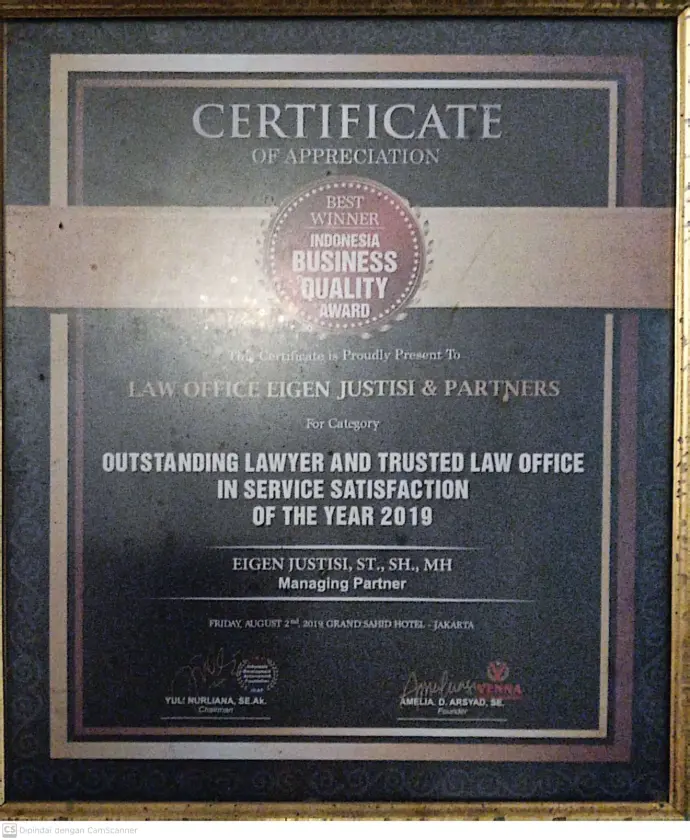 CERTIFICATE
OF APPRECIATION
BEST
WINNER
INDONESIA
BUSINESS
QUALITY
AWARD
This Certificate is Proudly Present To
LAW OFFICE EIGEN JUSTISI & PARTNERS
For Category
OUTSTANDING LAWYER AND TRUSTED LAW OFFICE
IN SERVICE SATISFACTION
OF THE YEAR 2019
EIGEN JUSTISI, ST., SH., MH
Managing Partner
FRIDAY, AUGUST 2nd, 2019, GRAND SAHID HOTEL - JAKARTA
YULI NURLIANA, SE.Ak.
Chairman
VENNA
AMELIA. D. ARSYAD, SE.
Founder
CS Dipindai dengan CamScanner